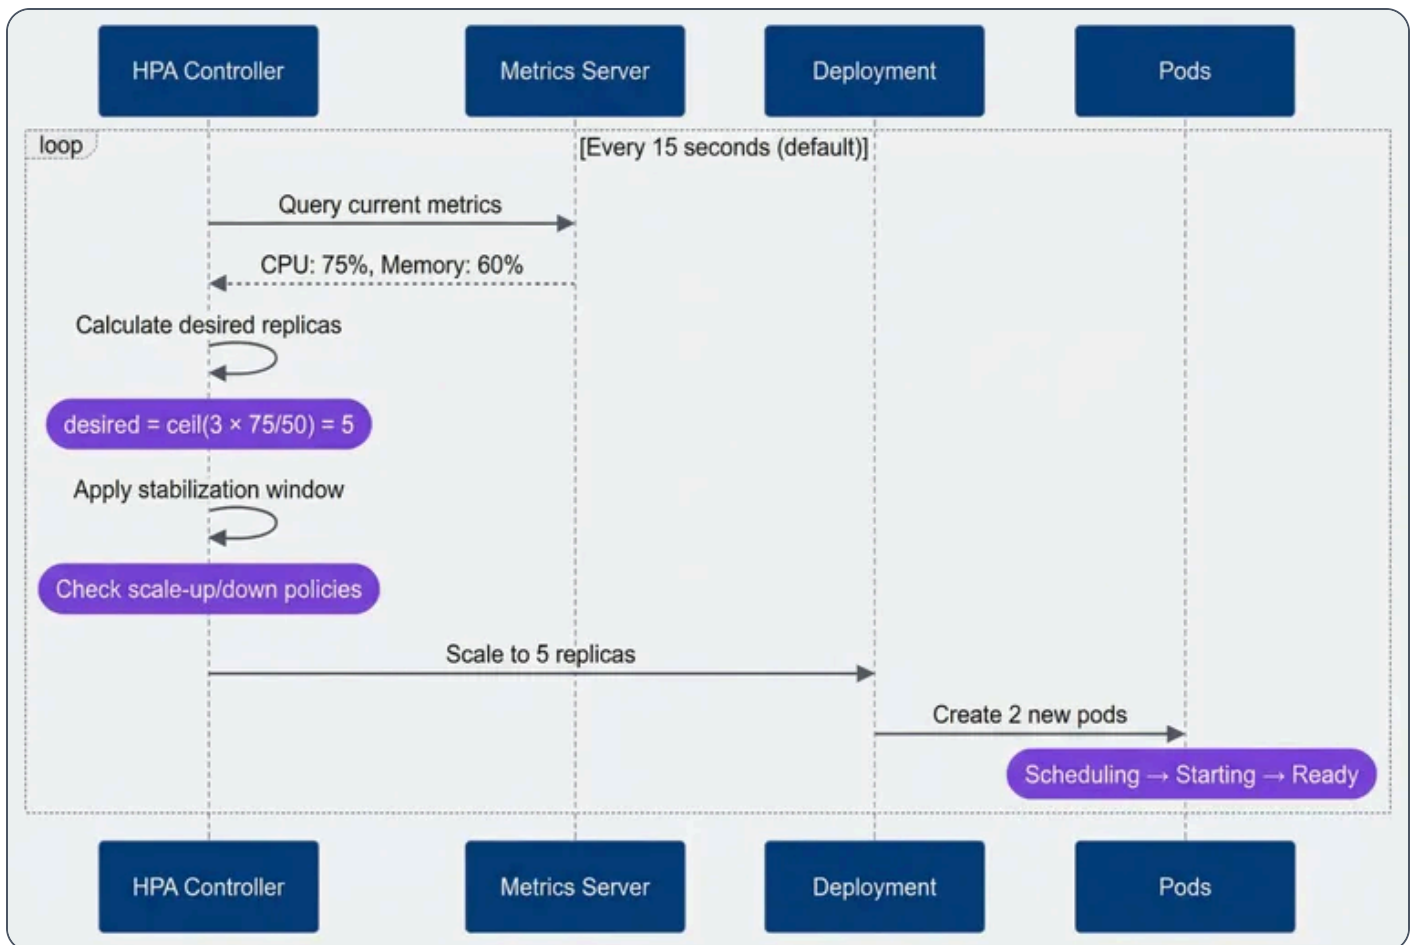 HPA Controller
Metrics Server
Deployment
Pods
loop
[Every 15 seconds (default)]
Query current metrics
CPU: 75%, Memory: 60%
Calculate desired replicas
desired = ceil(3 × 75/50) = 5
Apply stabilization window
Check scale-up/down policies
Scale to 5 replicas
Create 2 new pods
Scheduling → Starting → Ready
HPA Controller
Metrics Server
Deployment
Pods